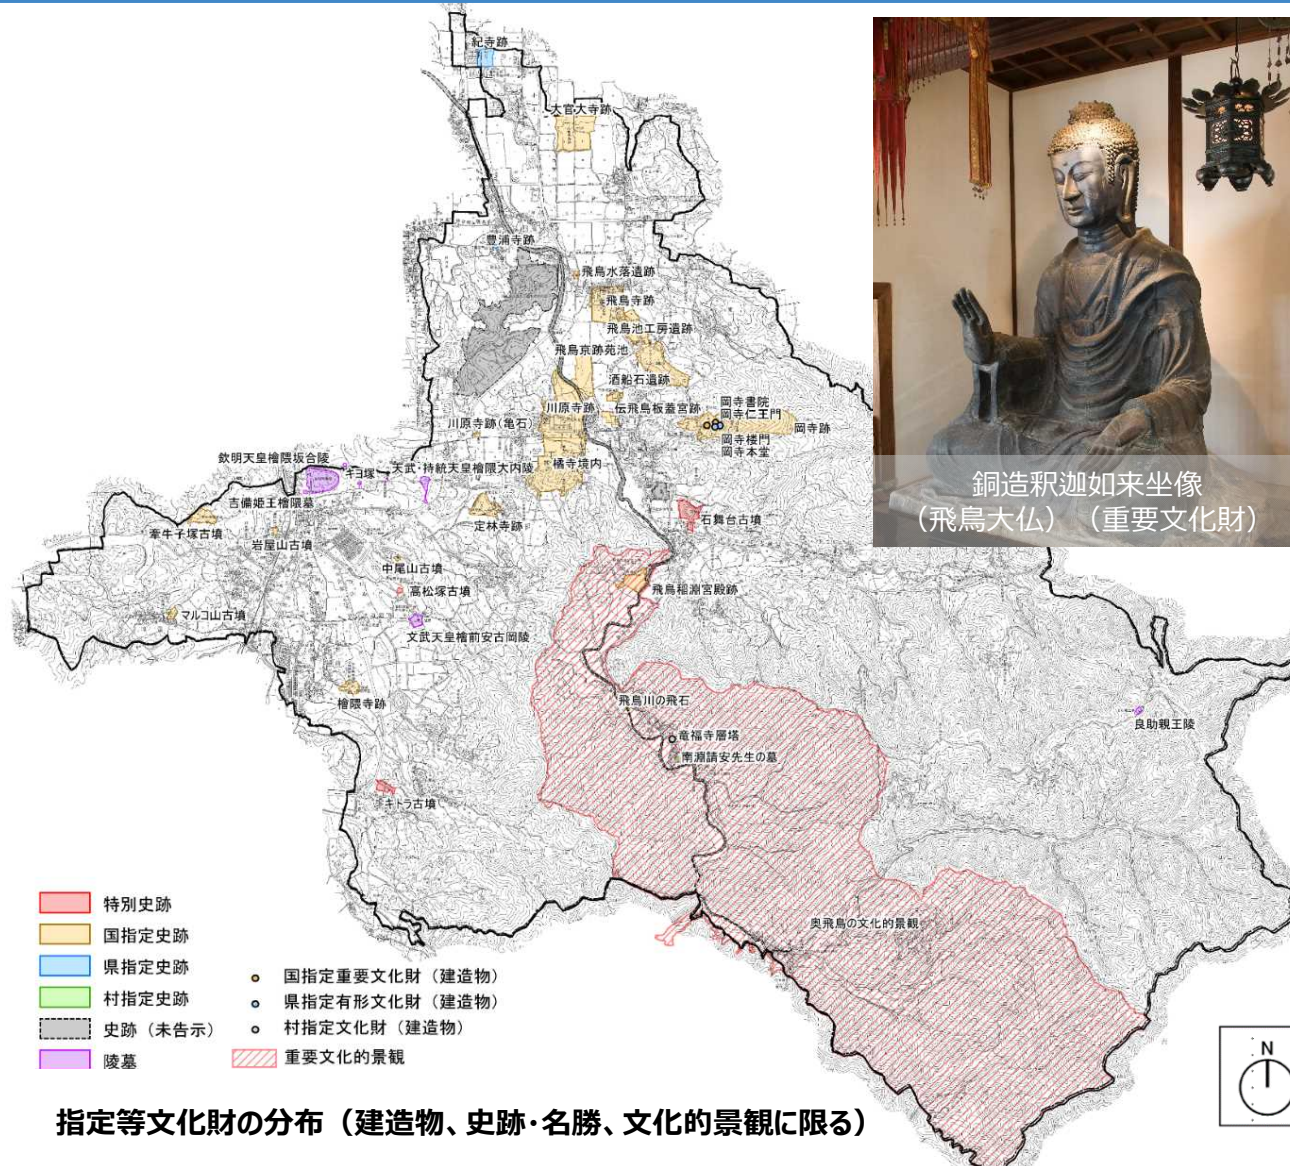 紀寺跡
大官大寺跡
豊浦寺跡
飛鳥水落遺跡
飛鳥寺跡
飛鳥池工房遺跡
飛鳥京跡苑池
酒船石遺跡
川原寺跡
伝飛鳥板蓋宮跡
岡寺書院
岡寺仁王門
岡寺跡
岡寺楼門
岡寺本堂
川原寺跡(亀石)
欽明天皇檜隈坂合陵
キヨ塚
天武・持統天皇檜隈大内陵
橘寺境内
吉備姫王檜隈墓
定林寺跡
石舞台古墳
牽牛子塚古墳
岩屋山古墳
中尾山古墳
高松塚古墳
飛鳥稲淵宮殿跡
マルコ山古墳
文武天皇檜前安古岡陵
檜隈寺跡
飛鳥川の飛石
良助親王陵
竜福寺層塔
南淵請安先生の墓
キトラ古墳
奥飛鳥の文化的景観
銅造釈迦如来坐像
（飛鳥大仏）（重要文化財）
特別史跡
国指定史跡
県指定史跡
村指定史跡
史跡（未告示）
陵墓
国指定重要文化財（建造物）
県指定有形文化財（建造物）
村指定文化財（建造物）
重要文化的景観
N
指定等文化財の分布（建造物、史跡・名勝、文化的景観に限る）